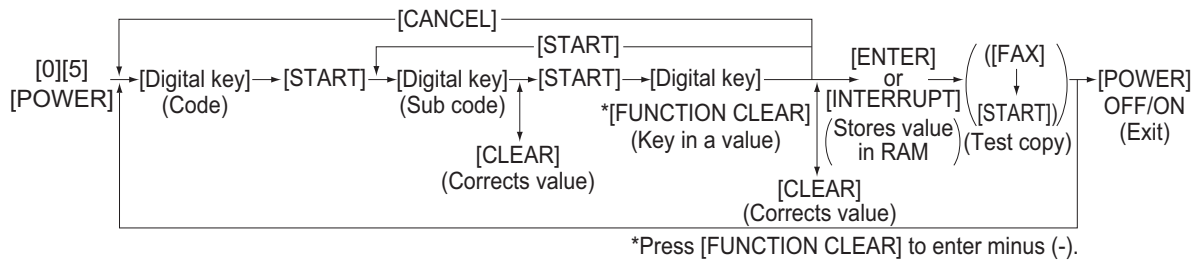 [CANCEL]
[START]
[0][5]
[POWER]
[Digital key]
(Code)
[START]
[Digital key]
(Sub code)
[CLEAR]
(Corrects value)
[START]
[Digital key]
*[FUNCTION CLEAR]
(Key in a value)
[CLEAR]
(Corrects value)
[ENTER]
or
[INTERRUPT]
(Stores value
in RAM)
([FAX]
[START])
(Test copy)
[POWER]
OFF/ON
(Exit)
*Press [FUNCTION CLEAR] to enter minus (-).